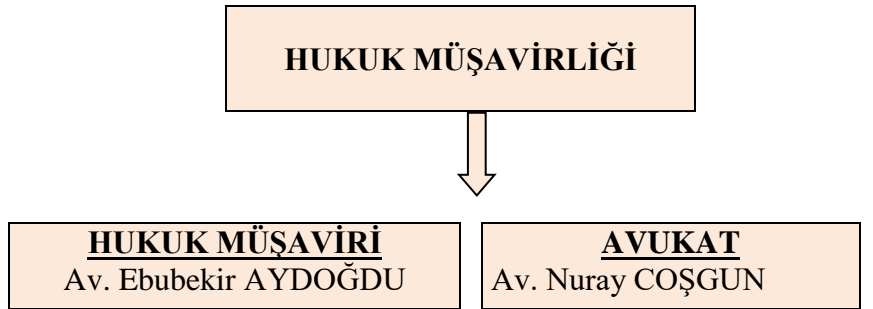 HUKUK MÜŞAVİRLİĞİ
HUKUK MÜŞAVİRİ
Av. Ebubekir AYDOĞDU
AVUKAT
Av. Nuray COŞGUN